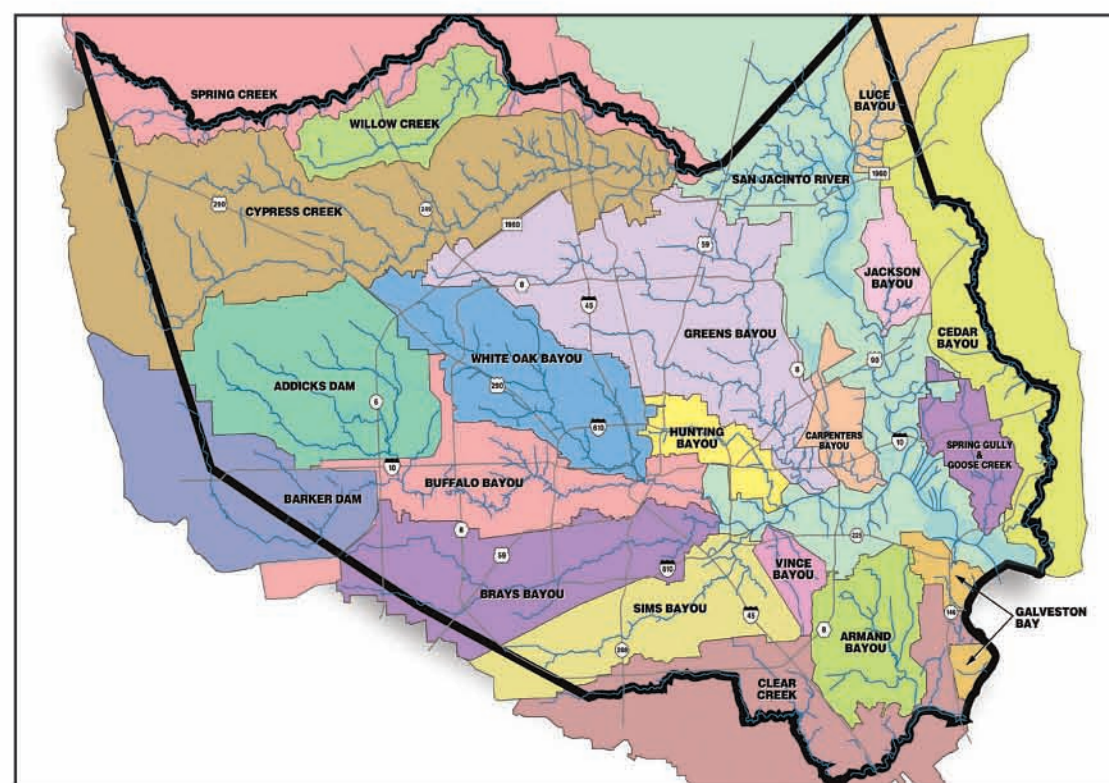 SPRING CREEK
WILLOW CREEK
LUCE
BAYOU
SAN JACINTO RIVER
1960
290
CYPRESS CREEK
249
1960
59
JACKSON
BAYOU
8
45
GREENS BAYOU
CEDAR
BAYOU
WHITE OAK BAYOU
ADDICKS DAM
290
8
90
6
610
HUNTING
BAYOU
CARPENTERS
BAYOU
10
SPRING GULLY
&
GOOSE CREEK
10
BUFFALO BAYOU
BARKER DAM
8
59
225
610
BRAYS BAYOU
VINCE
BAYOU
SIMS BAYOU
45
8
ARMAND
BAYOU
146
GALVESTON
BAY
288
CLEAR
CREEK